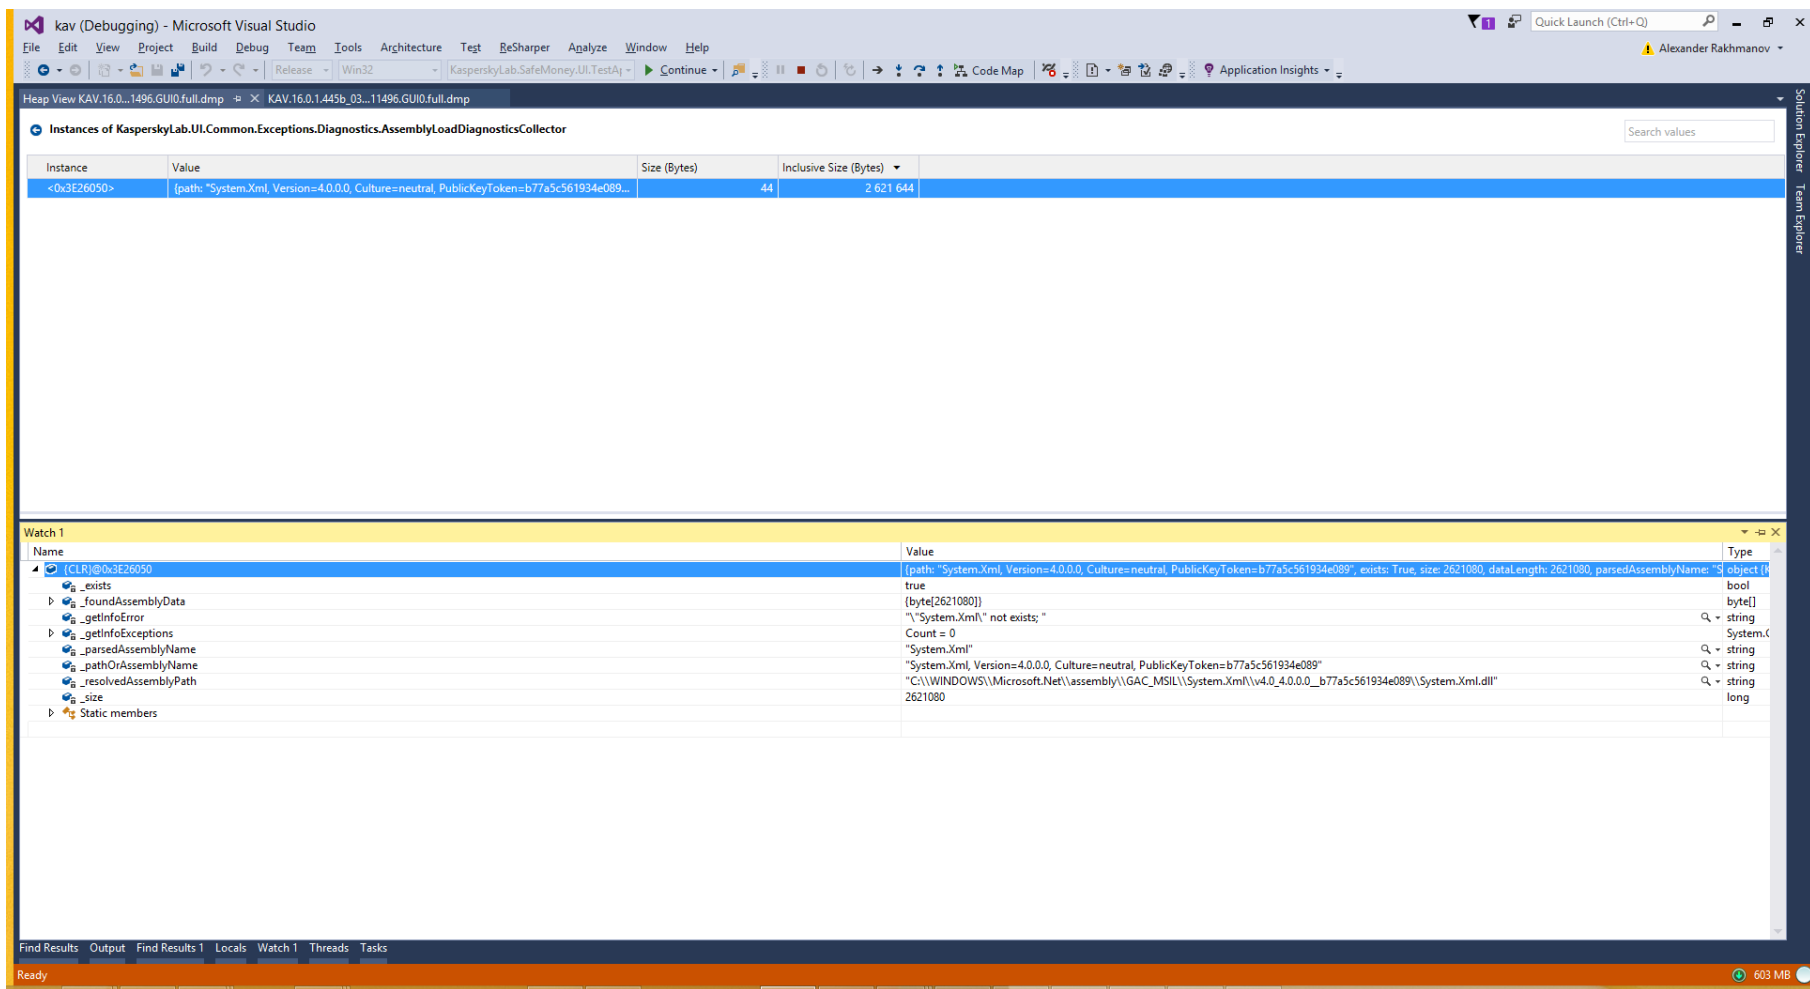 kav (Debugging) - Microsoft Visual Studio
1
Quick Launch (Ctrl+Q)
File Edit View Project Build Debug Team Tools Architecture Test ReSharper Analyze Window Help
Alexander Rakhmanov
Release Win32 KasperskyLab.SafeMoney.UI.TestAp Continue Code Map Application Insights
Heap View KAV.16.0...1496.GUI0.full.dmp KAV.16.0.1.445b_03...11496.GUI0.full.dmp
Solution Explorer
Team Explorer
Instances of KasperskyLab.UI.Common.Exceptions.Diagnostics.AssemblyLoadDiagnosticsCollector
Search values
Instance Value Size (Bytes) Inclusive Size (Bytes)
<0x3E26050> {path: "System.Xml, Version=4.0.0.0, Culture=neutral, PublicKeyToken=b77a5c561934e089... 44 2 621 644
Watch 1
Name Value Type
{CLR}@0x3E26050 {path: "System.Xml, Version=4.0.0.0, Culture=neutral, PublicKeyToken=b77a5c561934e089", exists: True, size: 2621080, dataLength: 2621080, parsedAssemblyName: "S object {K
_exists true bool
_foundAssemblyData {byte[2621080]} byte[]
_getInfoError "\"System.Xml\" not exists; " string
_getInfoExceptions Count = 0 System.C
_parsedAssemblyName "System.Xml" string
_pathOrAssemblyName "System.Xml, Version=4.0.0.0, Culture=neutral, PublicKeyToken=b77a5c561934e089" string
_resolvedAssemblyPath "C:\\WINDOWS\\Microsoft.Net\\assembly\\GAC_MSIL\\System.Xml\\v4.0_4.0.0.0__b77a5c561934e089\\System.Xml.dll" string
_size 2621080 long
Static members
Find Results Output Find Results 1 Locals Watch 1 Threads Tasks
Ready
603 MB